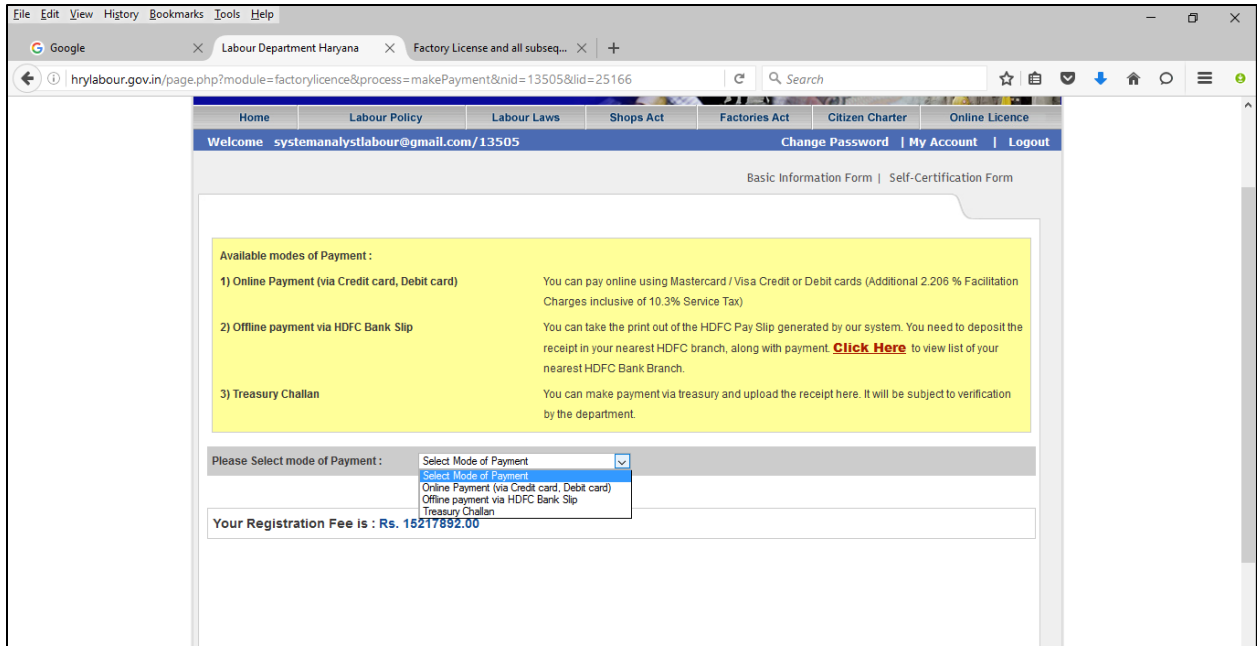 File Edit View History Bookmarks Tools Help
Google
Labour Department Haryana
Factory License and all subseq...
hrylabour.gov.in/page.php?module=factorylicence&process=makePayment&nid=13505&lid=25166
Search
Home Labour Policy Labour Laws Shops Act Factories Act Citizen Charter Online Licence
Welcome systemanalystlabour@gmail.com/13505 Change Password | My Account | Logout
Basic Information Form | Self-Certification Form
Available modes of Payment :
1) Online Payment (via Credit card, Debit card)
You can pay online using Mastercard / Visa Credit or Debit cards (Additional 2.206 % Facilitation
Charges inclusive of 10.3% Service Tax)
2) Offline payment via HDFC Bank Slip
You can take the print out of the HDFC Pay Slip generated by our system. You need to deposit the
receipt in your nearest HDFC branch, along with payment. Click Here to view list of your
nearest HDFC Bank Branch.
3) Treasury Challan
You can make payment via treasury and upload the receipt here. It will be subject to verification
by the department.
Please Select mode of Payment : Select Mode of Payment
Select Mode of Payment
Online Payment (via Credit card, Debit card)
Offline payment via HDFC Bank Slip
Treasury Challan
Your Registration Fee is : Rs. 15217892.00